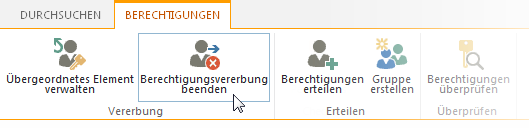 DURCHSUCHEN BERECHTIGUNGEN
Übergeordnetes Element
verwalten
Berechtigungsvererbung
beenden
Berechtigungen
erteilen
Gruppe
erstellen
Berechtigungen
überprüfen
Vererbung Erteilen Überprüfen